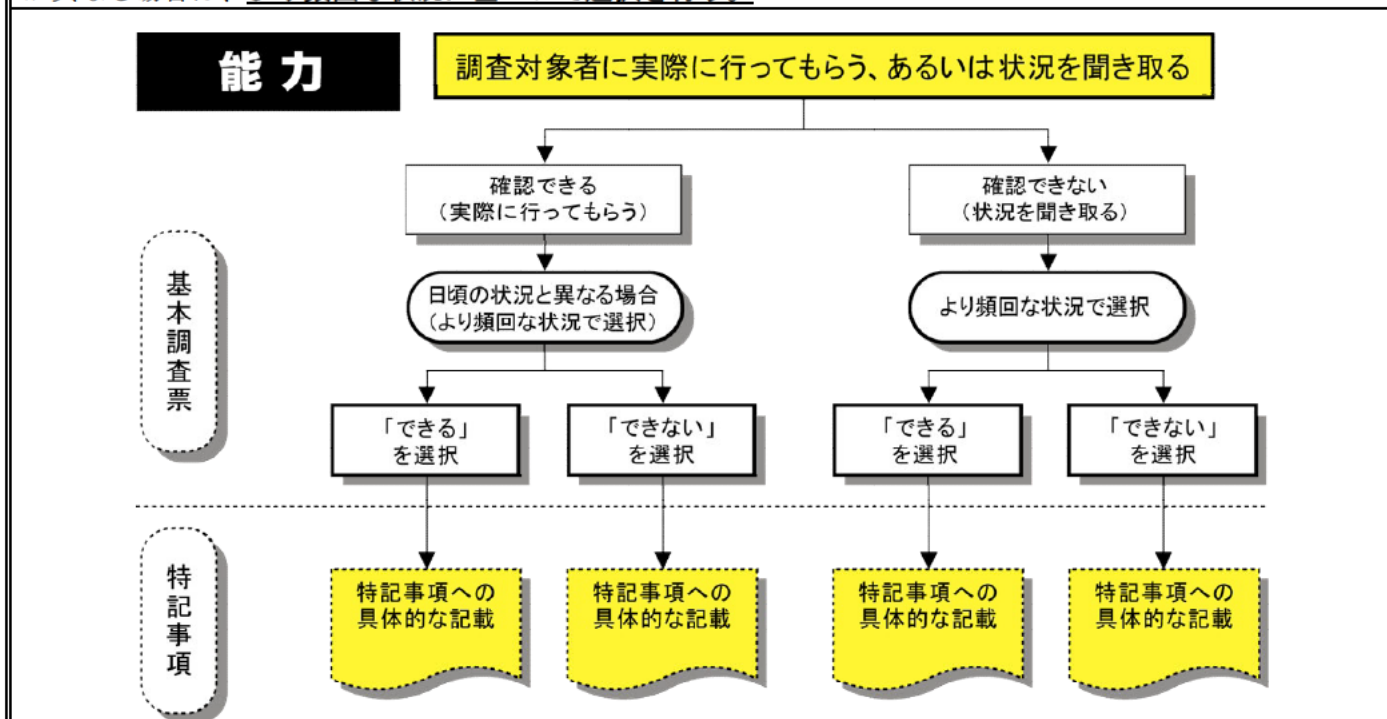 能力
調査対象者に実際に行ってもらう、あるいは状況を聞き取る
確認できる
（実際に行ってもらう）
確認できない
（状況を聞き取る）
基本調査票
日頃の状況と異なる場合
（より頻回な状況で選択）
より頻回な状況で選択
「できる」
を選択
「できない」
を選択
「できる」
を選択
「できない」
を選択
特記事項
特記事項への
具体的な記載
特記事項への
具体的な記載
特記事項への
具体的な記載
特記事項への
具体的な記載